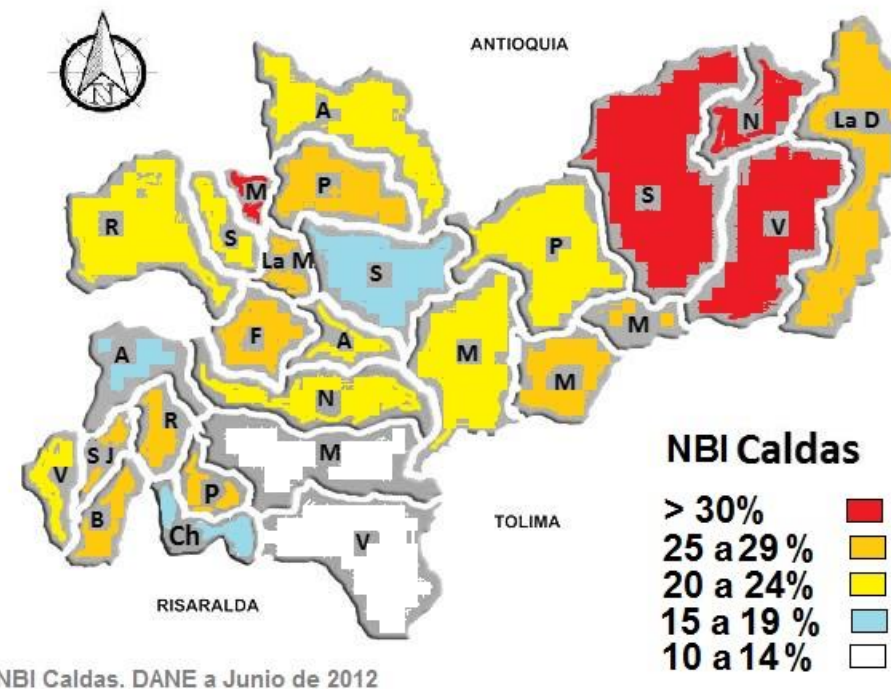 ANTIOQUIA
N
A
N
La D
M
P
S
R
S
V
La M
S
P
M
F
A
M
A
M
N
R
S J
M
V
P
B
Ch
V
NBI Caldas
> 30%
25 a 29 %
20 a 24%
15 a 19 %
10 a 14 %
TOLIMA
RISARALDA
NBI Caldas. DANE a Junio de 2012